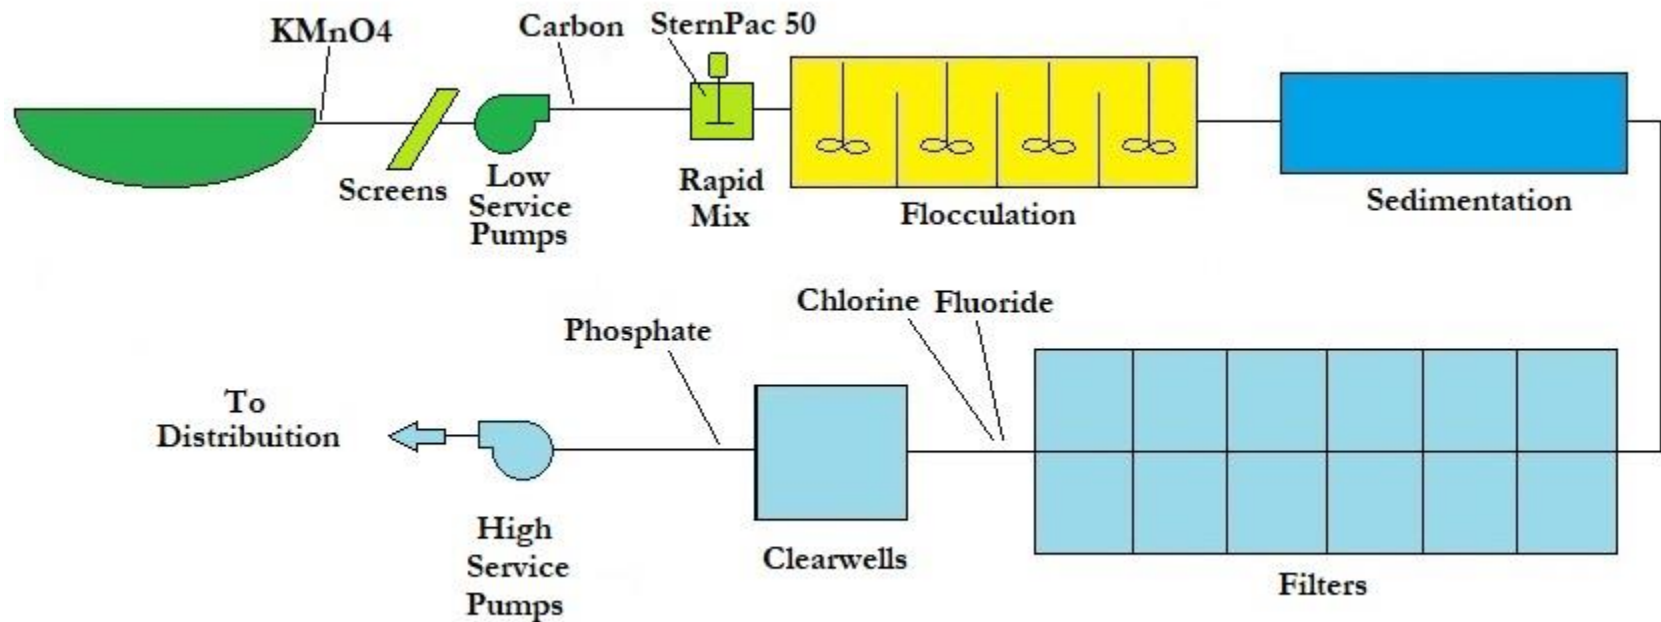 KMnO4
Carbon
SternPac 50
Screens
Low
Service
Pumps
Rapid
Mix
Flocculation
Sedimentation
Chlorine
Fluoride
Phosphate
To
Distribuition
High
Service
Pumps
Clearwells
Filters